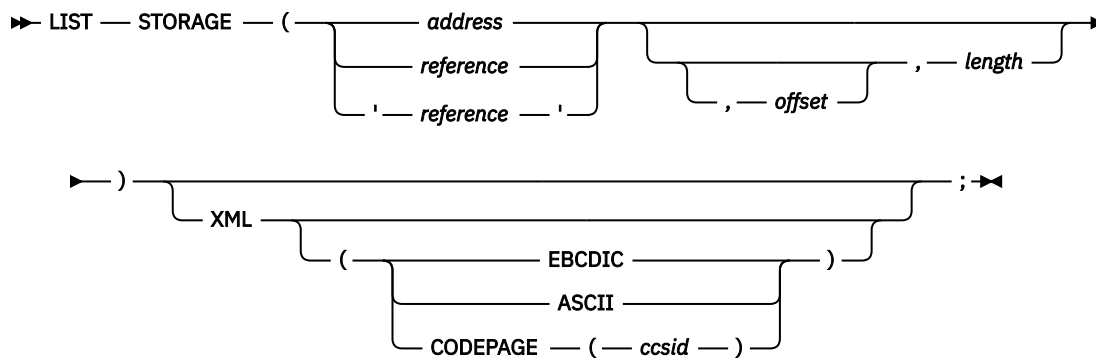 LIST STORAGE ( address
reference , length
' reference ' , offset
) ;
XML
( EBCDIC )
ASCII
CODEPAGE ( ccsid )